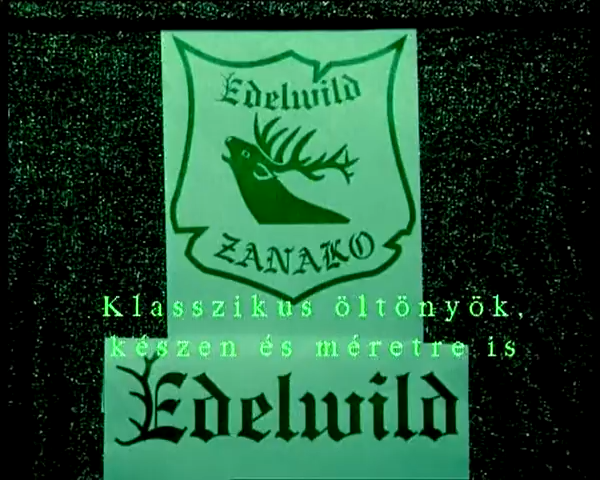 Edelwild
ZANAKO
Klasszikus öltönyök,
készen és méretre is
Edelwild